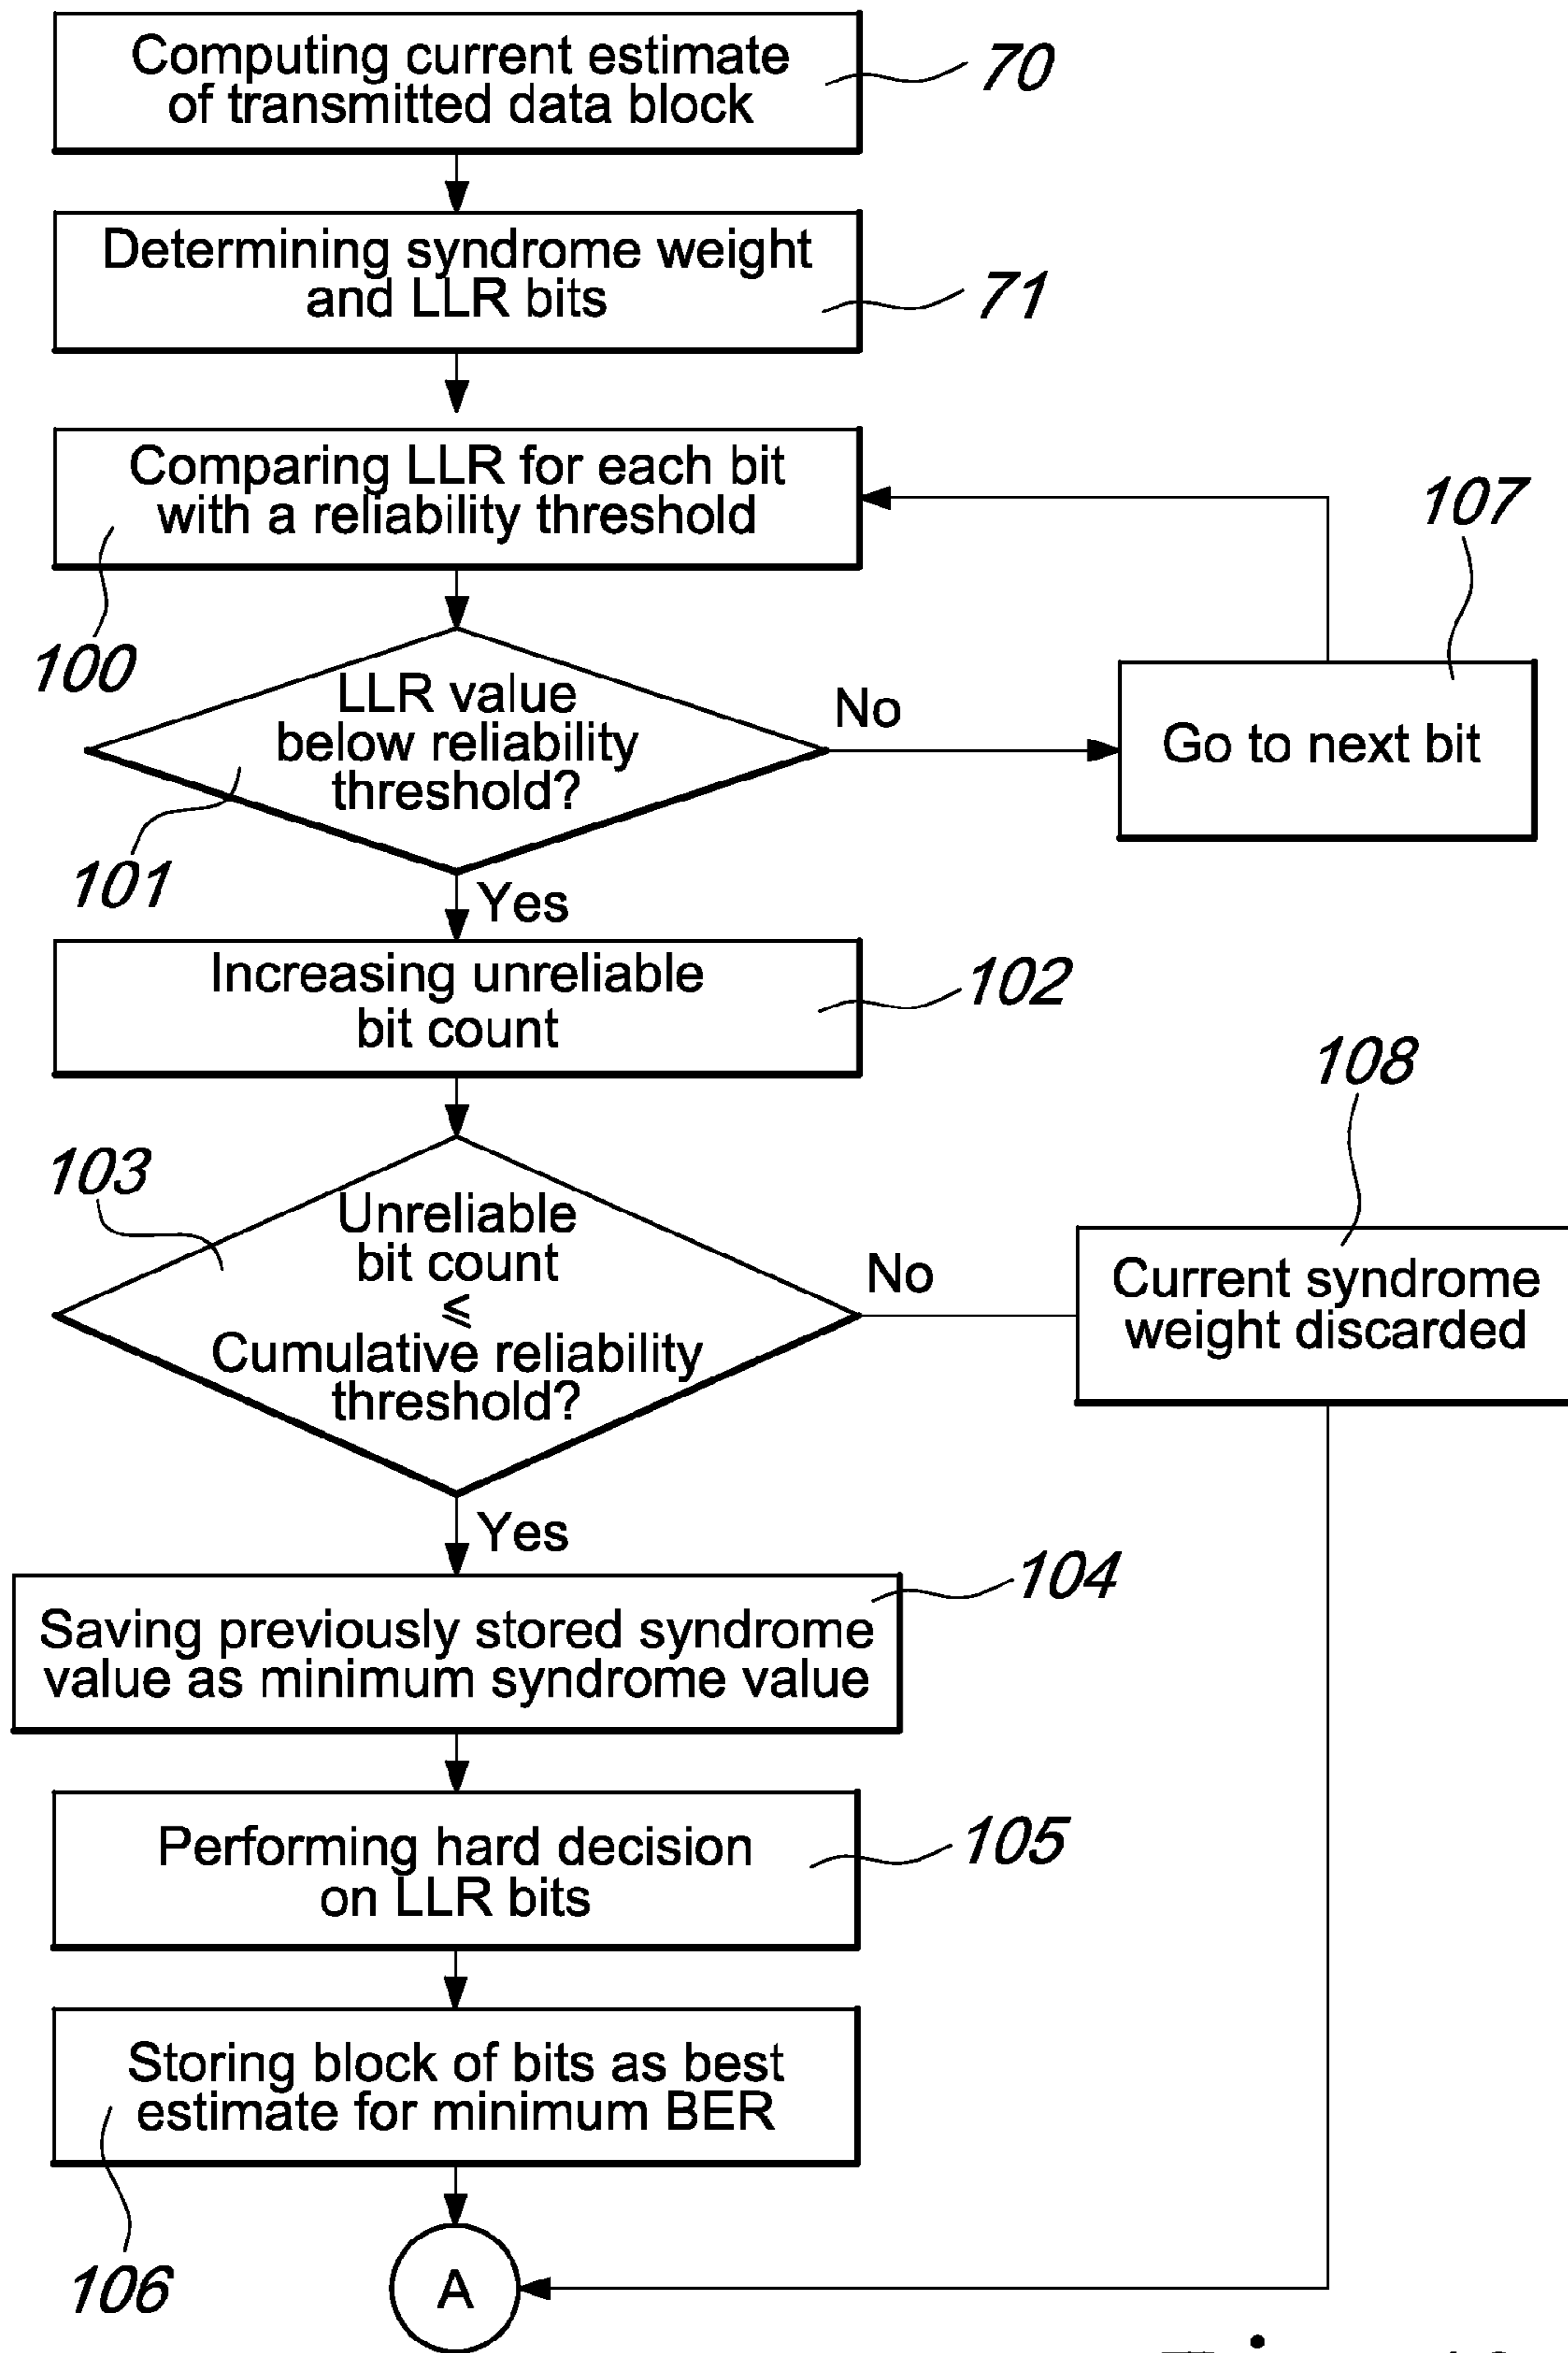 Computing current estimate
of transmitted data block
70
Determining syndrome weight
and LLR bits
71
Comparing LLR for each bit
with a reliability threshold
100
107
LLR value
below reliability
threshold?
No
Go to next bit
101
Yes
Increasing unreliable
bit count
102
108
103
Unreliable
bit count
≤
Cumulative reliability
threshold?
No
Current syndrome
weight discarded
Yes
104
Saving previously stored syndrome
value as minimum syndrome value
Performing hard decision
on LLR bits
105
Storing block of bits as best
estimate for minimum BER
106
A